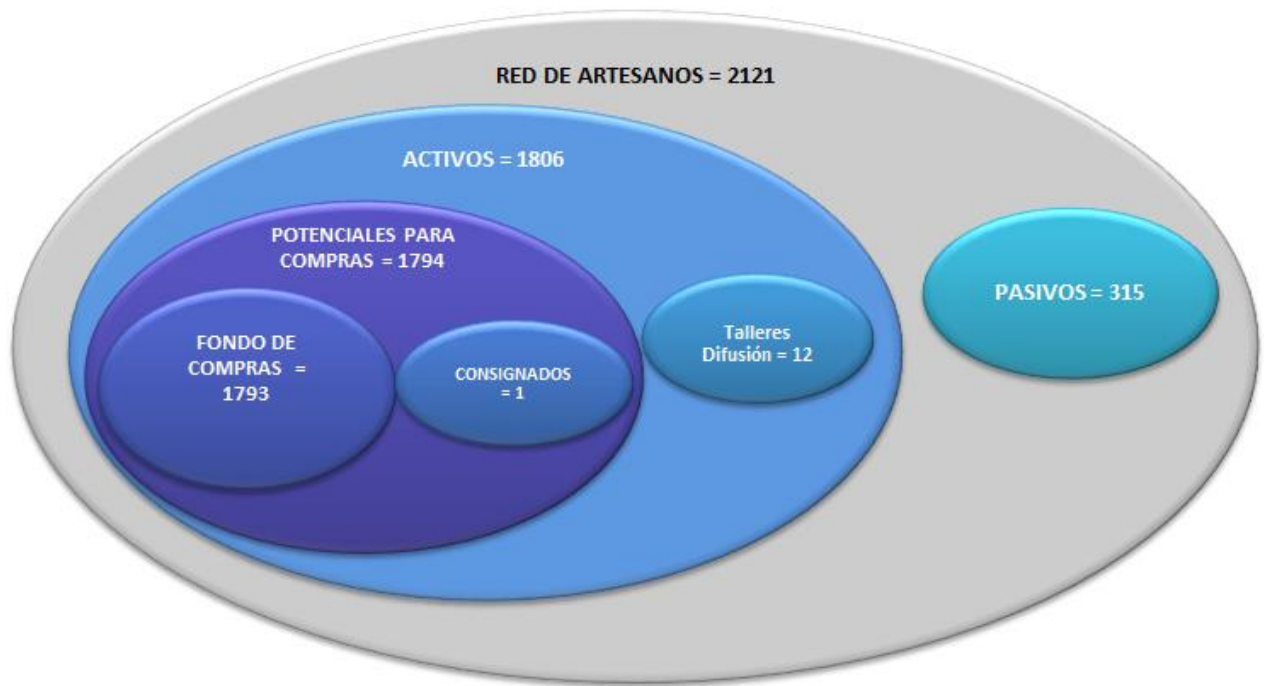 RED DE ARTESANOS = 2121
ACTIVOS = 1806
POTENCIALES PARA
COMPRAS = 1794
FONDO DE
COMPRAS =
1793
CONSIGNADOS
= 1
Talleres
Difusión = 12
PASIVOS = 315